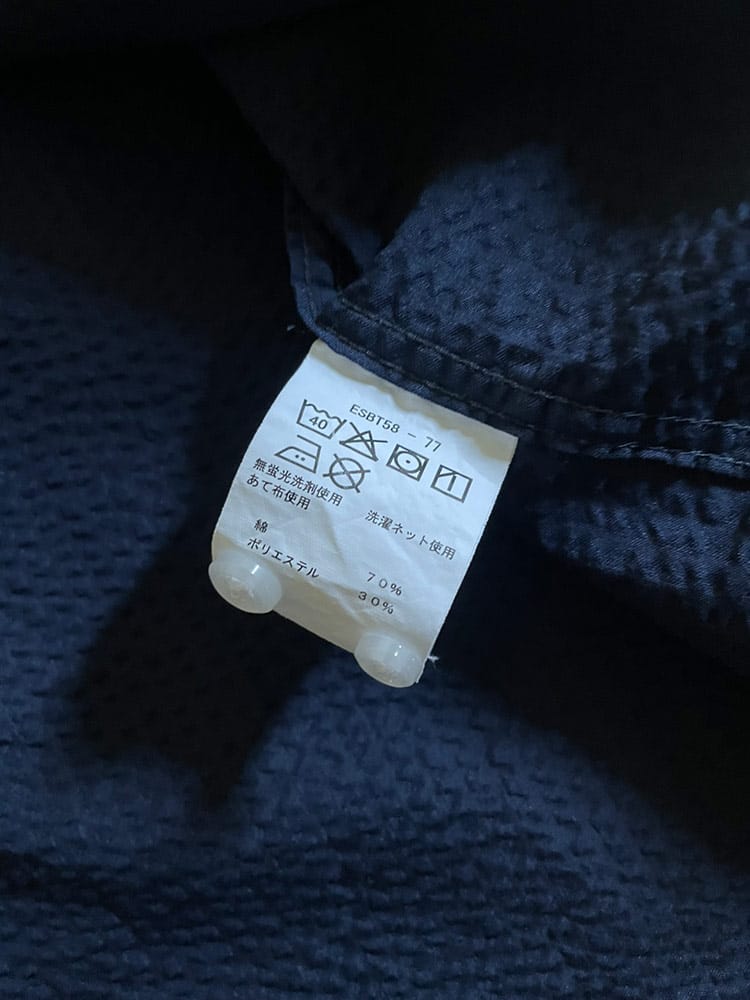 ESBT58 - 77
40
無蛍光洗剤使用 洗濯ネット使用
あて布使用
綿 70%
ポリエステル 30%